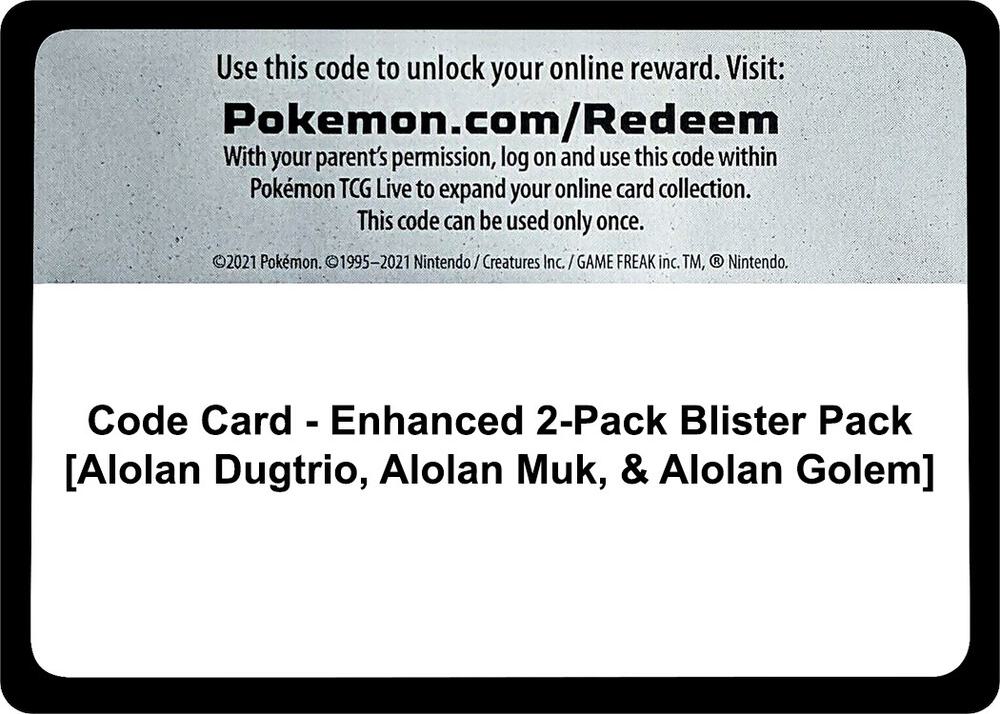 Use this code to unlock your online reward. Visit:
Pokemon.com/Redeem
With your parent's permission, log on and use this code within
Pokémon TCG Live to expand your online card collection.
This code can be used only once.
©2021 Pokémon. ©1995–2021 Nintendo / Creatures Inc. / GAME FREAK inc. TM, ® Nintendo.
Code Card - Enhanced 2-Pack Blister Pack
[Alolan Dugtrio, Alolan Muk, & Alolan Golem]